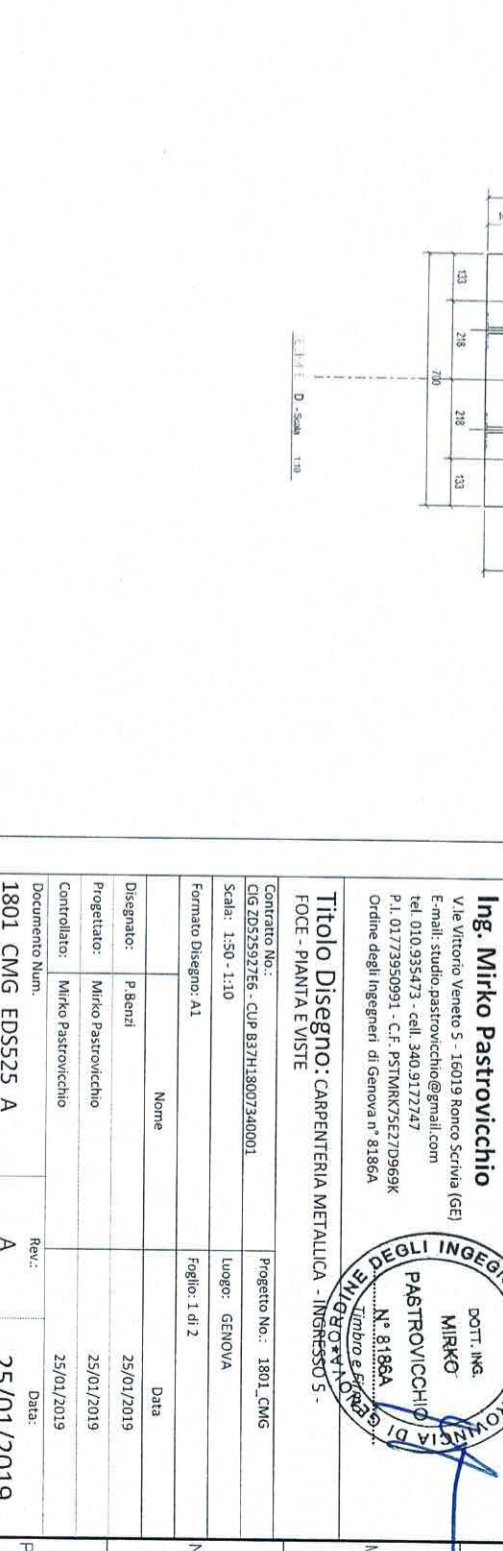 133 218 218 133
700
D - Scala 1:10
Ing. Mirko Pastrovicchio
V.le Vittorio Veneto 5 - 16019 Ronco Scrivia (GE)
E-mail: studio.pastrovicchio@gmail.com
tel. 010.935473 - cell. 340.9172747
P.I. 01773950991 - C.F. PSTMRK75E27D969K
Ordine degli Ingegneri di Genova n° 8186A
DOTT. ING.
MIRKO
PASTROVICCHIO
N° 8186A
Timbro e Firma
Titolo Disegno: CARPENTERIA METALLICA - INGRESSO 5 -
FOCE - PIANTA E VISTE
Contratto No.:
CIG ZD525927E6 - CUP B37H18007340001
Progetto No.: 1801_CMG
Scala: 1:50 - 1:10
Luogo: GENOVA
Formato Disegno: A1
Foglio: 1 di 2
Nome Data
Disegnato: P.Benzi 25/01/2019
Progettato: Mirko Pastrovicchio 25/01/2019
Controllato: Mirko Pastrovicchio 25/01/2019
Documento Num. Rev.: Data:
1801 CMG EDS525 A A 25/01/2019